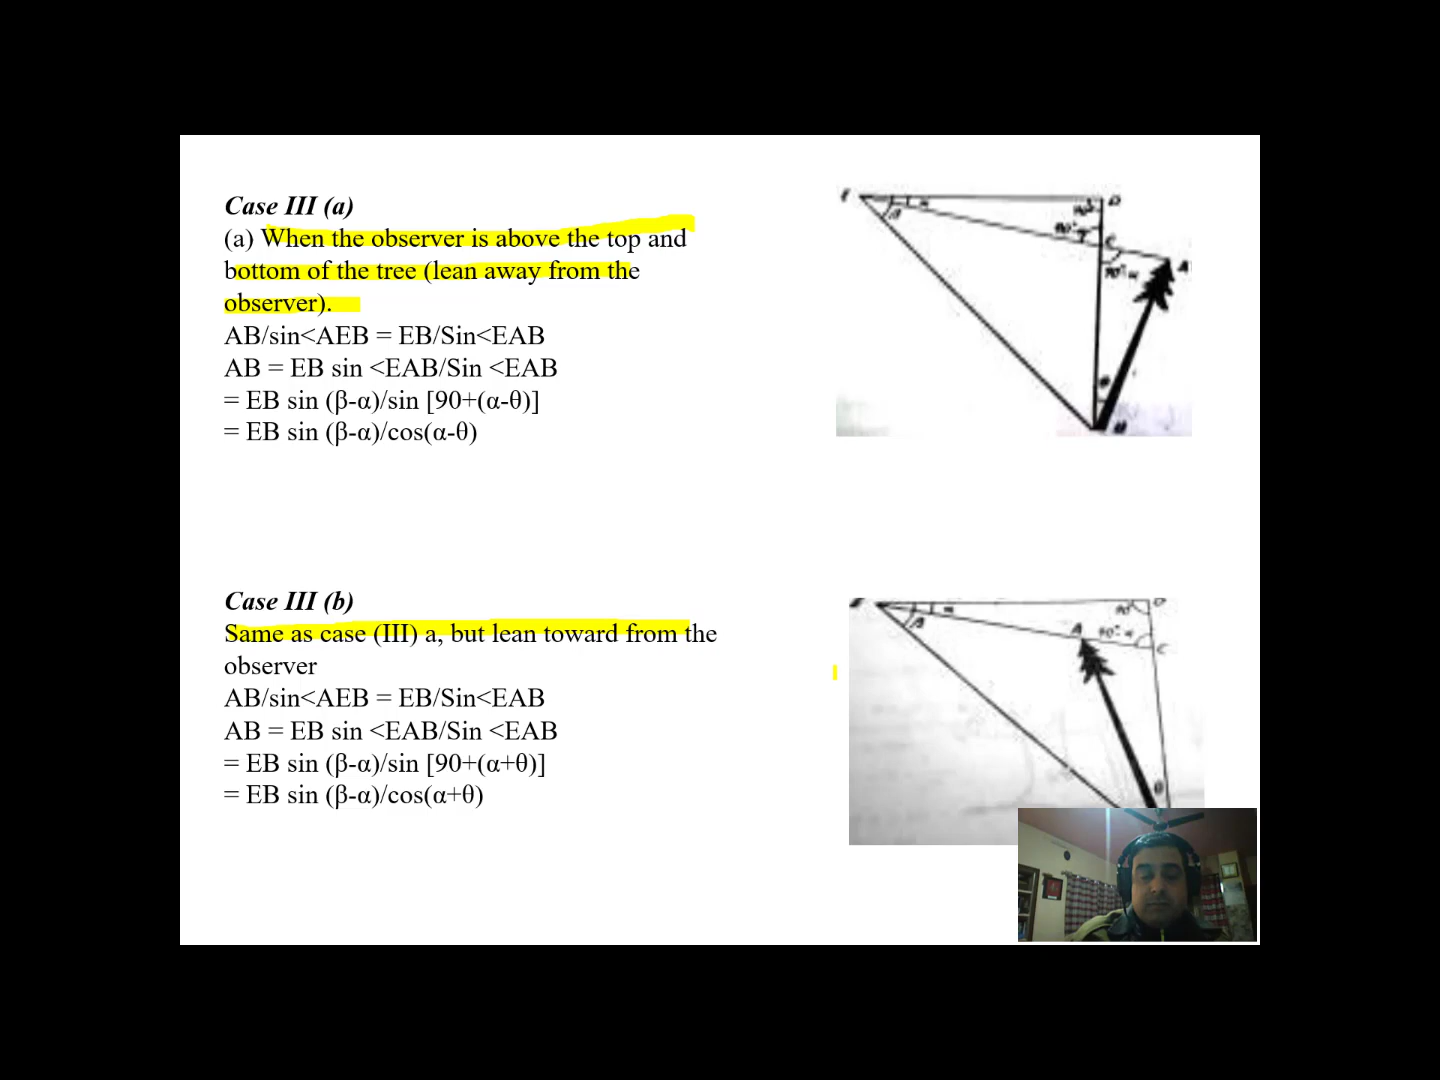 Case III (a)
(a) When the observer is above the top and
bottom of the tree (lean away from the
observer).
AB/sin<AEB = EB/Sin<EAB
AB = EB sin <EAB/Sin <EAB
= EB sin (β-α)/sin [90+(α-θ)]
= EB sin (β-α)/cos(α-θ)
D
A
Case III (b)
Same as case (III) a, but lean toward from the
observer
AB/sin<AEB = EB/Sin<EAB
AB = EB sin <EAB/Sin <EAB
= EB sin (β-α)/sin [90+(α+θ)]
= EB sin (β-α)/cos(α+θ)
A
C
θ